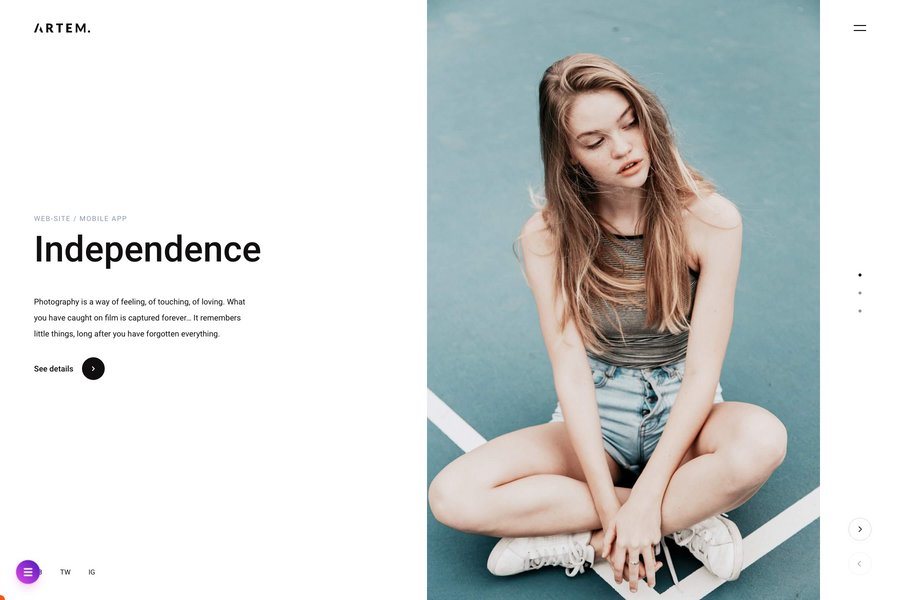 ARTEM.
WEB-SITE / MOBILE APP
Independence
Photography is a way of feeling, of touching, of loving. What
you have caught on film is captured forever... It remembers
little things, long after you have forgotten everything.
See details
TW
IG